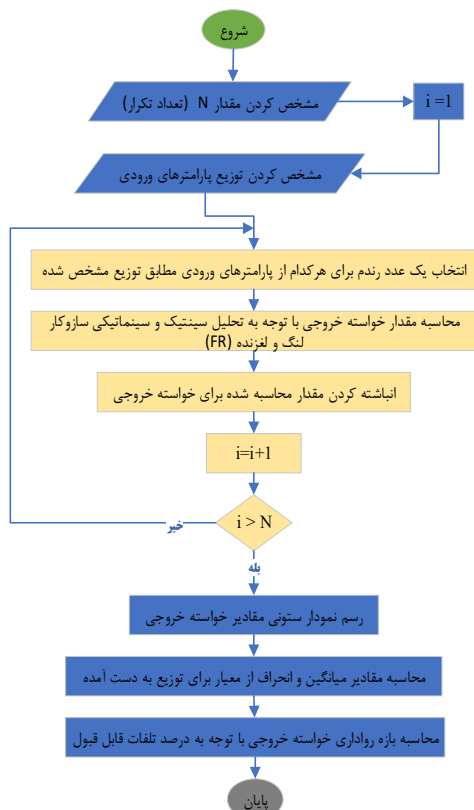 شروع
مشخص کردن مقدار N (تعداد تکرار)
i =1
مشخص کردن توزیع پارامترهای ورودی
انتخاب یک عدد رندم برای هرکدام از پارامترهای ورودی مطابق توزیع مشخص شده
محاسبه مقدار خواسته خروجی با توجه به تحلیل سینتیک و سینماتیکی سازوکار
لنگ و لغزنده (FR)
انباشته کردن مقدار محاسبه شده برای خواسته خروجی
i=i+1
i > N
خیر
بله
رسم نمودار ستونی مقادیر خواسته خروجی
محاسبه مقادیر میانگین و انحراف از معیار برای توزیع به دست آمده
محاسبه بازه رواداری خواسته خروجی با توجه به درصد تلفات قابل قبول
پایان